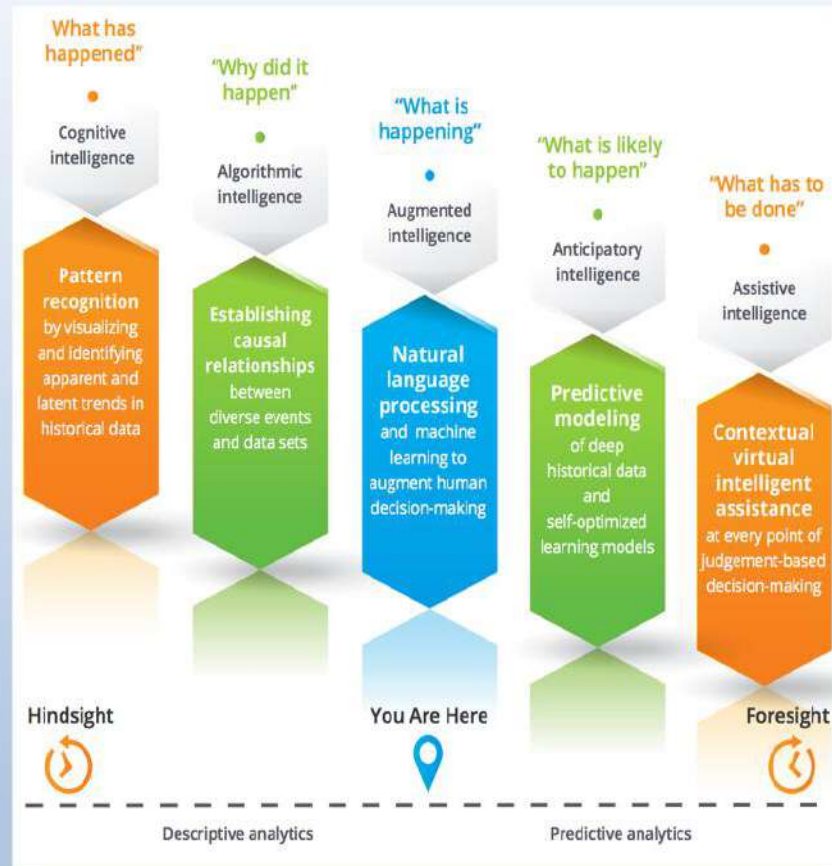 What has
happened”
Cognitive
intelligence
Pattern
recognition
by visualizing
and identifying
apparent and
latent trends in
historical data
“Why did it
happen”
Algorithmic
intelligence
Establishing
causal
relationships
between
diverse events
and data sets
“What is
happening”
Augmented
intelligence
Natural
language
processing
and machine
learning to
augment human
decision-making
“What is likely
to happen”
Anticipatory
intelligence
Predictive
modeling
of deep
historical data
and
self-optimized
learning models
“What has to
be done”
Assistive
intelligence
Contextual
virtual
intelligent
assistance
at every point of
judgement-based
decision-making
Hindsight
You Are Here
Foresight
Descriptive analytics
Predictive analytics